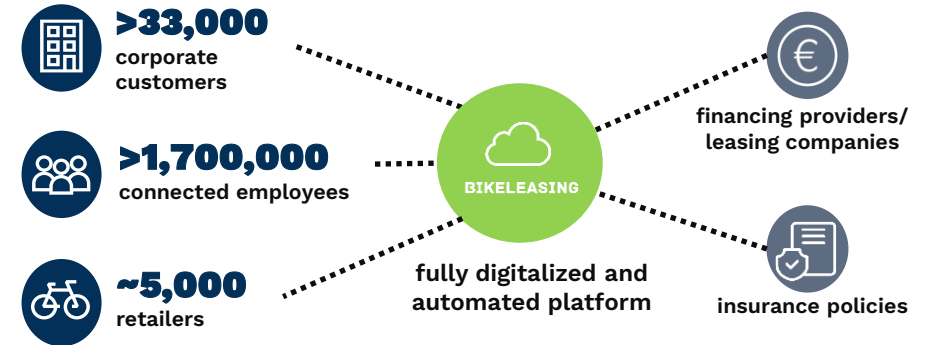 >33,000
corporate
customers
>1,700,000
connected employees
~5,000
retailers
BIKELEASING
fully digitalized and
automated platform
€
financing providers/
leasing companies
insurance policies